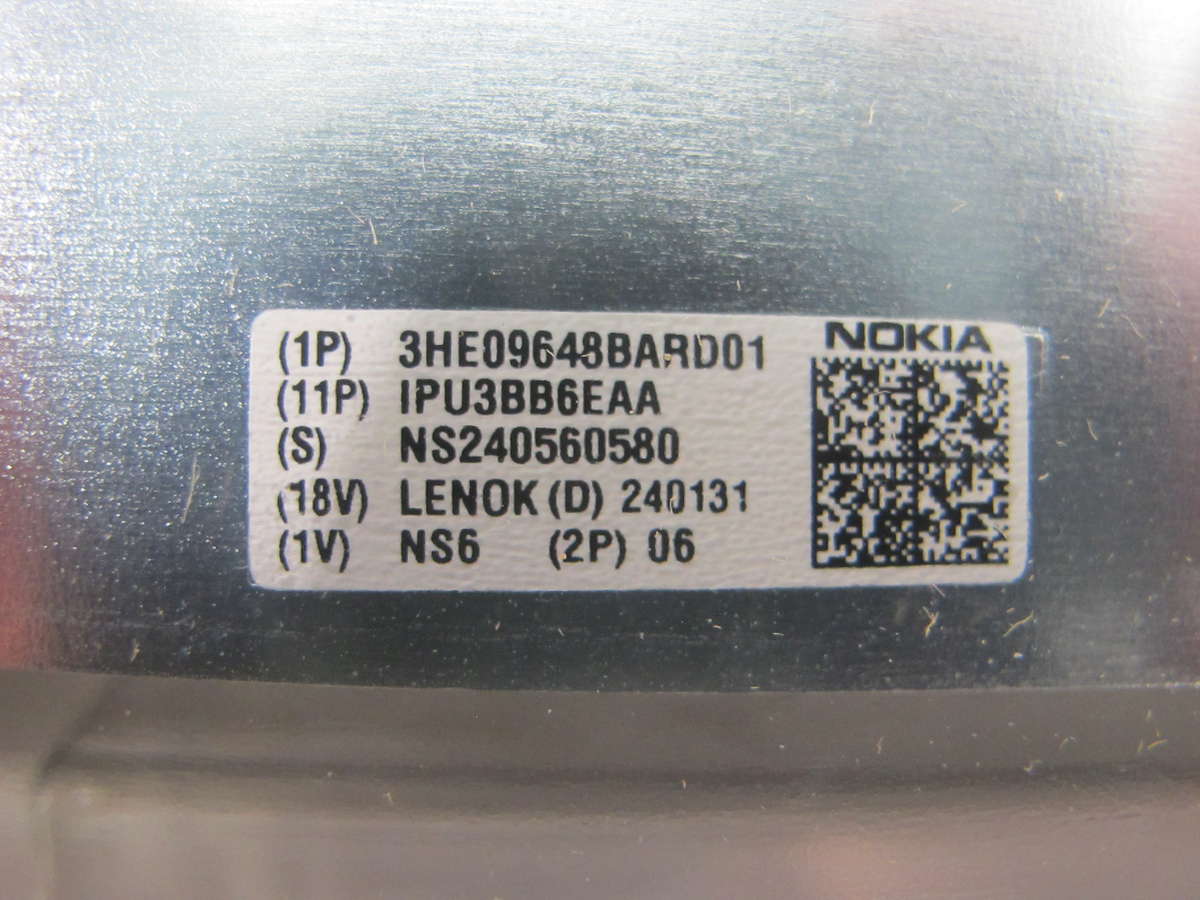 NOKIA
(1P) 3HE09648BARD01
(11P) IPU3BB6EAA
(S) NS240560580
(18V) LENOK (D) 240131
(1V) NS6 (2P) 06